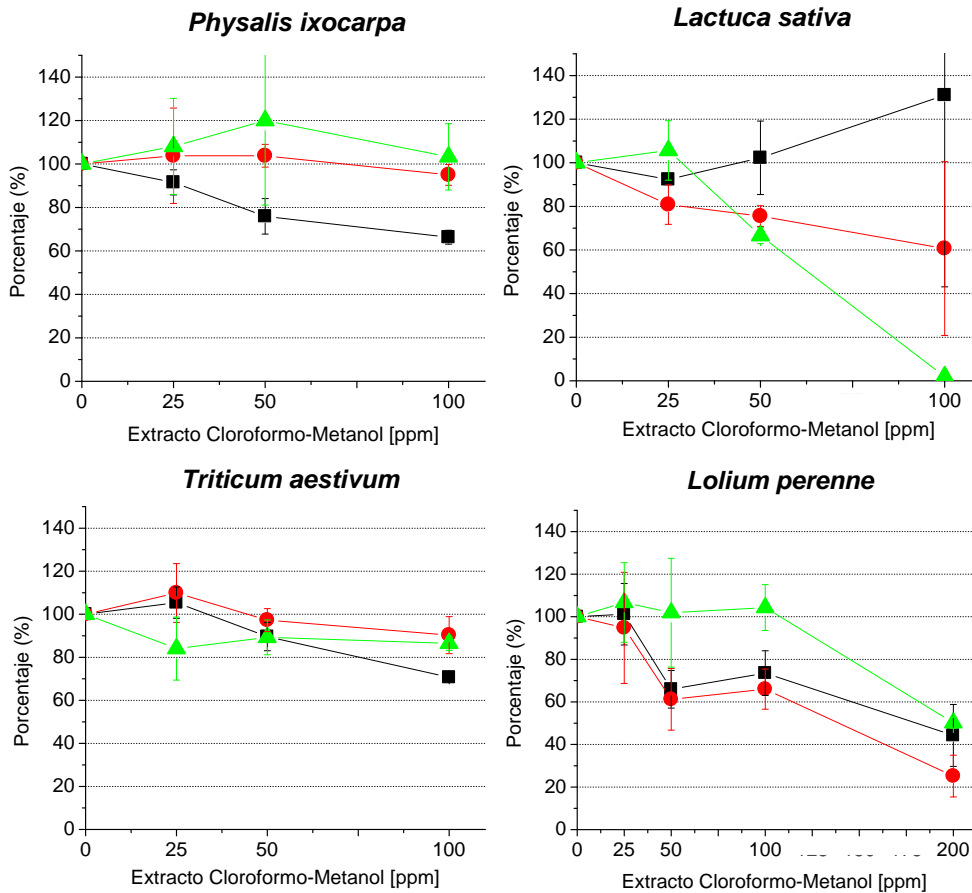 Physalis ixocarpa
140
120
100
80
60
40
20
0
Porcentaje (%)
0 25 50 100
Extracto Cloroformo-Metanol [ppm]
Lactuca sativa
140
120
100
80
60
40
20
0
Porcentaje (%)
0 25 50 100
Extracto Cloroformo-Metanol [ppm]
Triticum aestivum
140
120
100
80
60
40
20
0
Porcentaje (%)
0 25 50 100
Extracto Cloroformo-Metanol [ppm]
Lolium perenne
140
120
100
80
60
40
20
0
Porcentaje (%)
0 25 50 100 200
Extracto Cloroformo-Metanol [ppm]